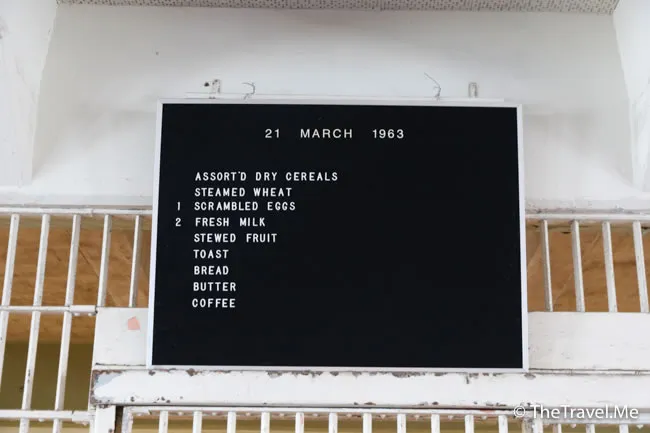 21 MARCH 1963
ASSORT'D DRY CEREALS
STEAMED WHEAT
1 SCRAMBLED EGGS
2 FRESH MILK
STEWED FRUIT
TOAST
BREAD
BUTTER
COFFEE
© TheTravel.Me